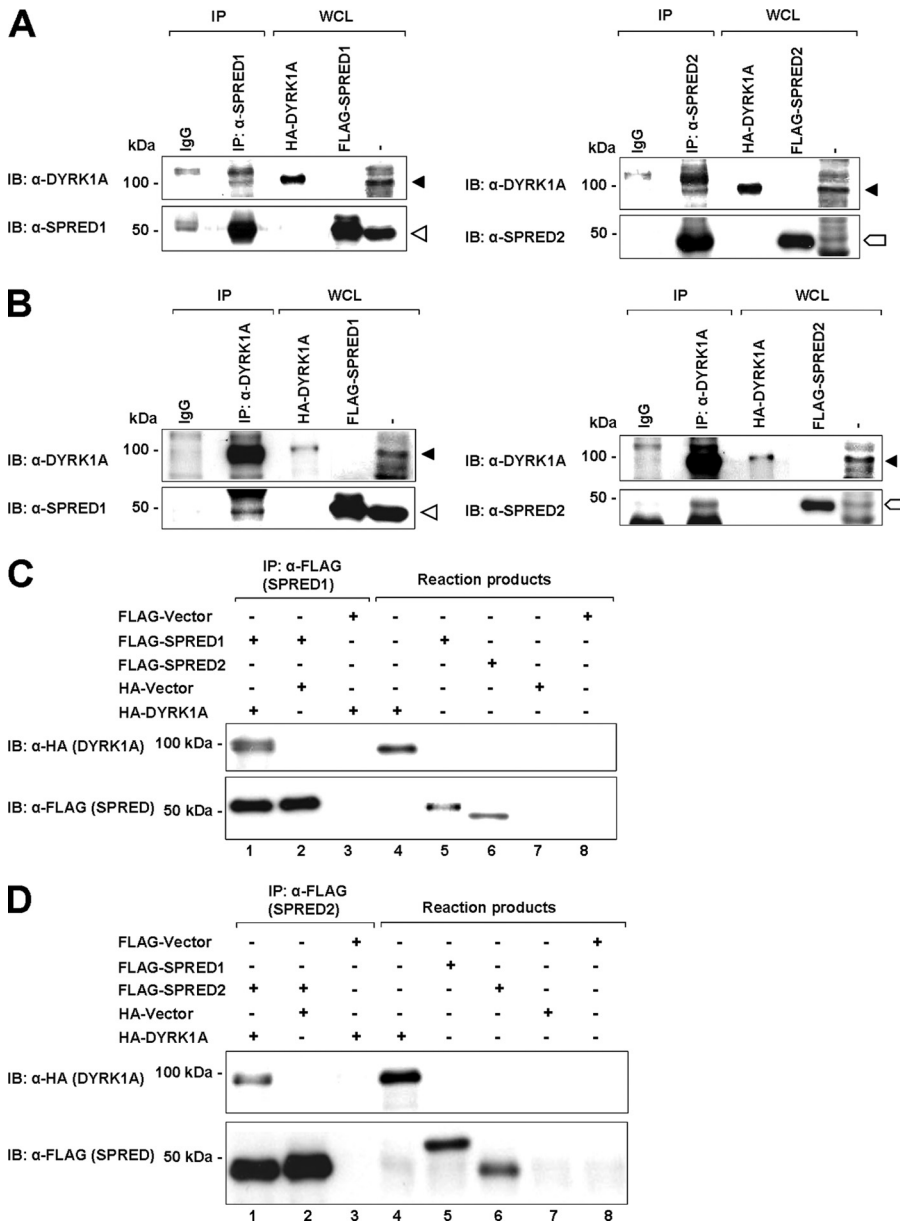 A
IP WCL
IgG
IP: α-SPRED1
HA-DYRK1A
FLAG-SPRED1
-
kDa
IB: α-DYRK1A 100 -
IB: α-SPRED1 50 -
IP WCL
IgG
IP: α-SPRED2
HA-DYRK1A
FLAG-SPRED2
-
kDa
IB: α-DYRK1A 100 -
IB: α-SPRED2 50 -
B
IP WCL
IgG
IP: α-DYRK1A
HA-DYRK1A
FLAG-SPRED1
-
kDa
IB: α-DYRK1A 100 -
IB: α-SPRED1 50 -
IP WCL
IgG
IP: α-DYRK1A
HA-DYRK1A
FLAG-SPRED2
-
kDa
IB: α-DYRK1A 100 -
IB: α-SPRED2 50 -
C
IP: α-FLAG
(SPRED1)
Reaction products
FLAG-Vector - - + - - - - +
FLAG-SPRED1 + + - - + - - -
FLAG-SPRED2 - - - - - + - -
HA-Vector - + - - - - + -
HA-DYRK1A + - + + - - - -
IB: α-HA (DYRK1A) 100 kDa -
IB: α-FLAG (SPRED) 50 kDa -
1 2 3 4 5 6 7 8
D
IP: α-FLAG
(SPRED2)
Reaction products
FLAG-Vector - - + - - - - +
FLAG-SPRED1 - - - - + - - -
FLAG-SPRED2 + + - - - + - -
HA-Vector - + - - - - + -
HA-DYRK1A + - + + - - - -
IB: α-HA (DYRK1A) 100 kDa -
IB: α-FLAG (SPRED) 50 kDa -
1 2 3 4 5 6 7 8